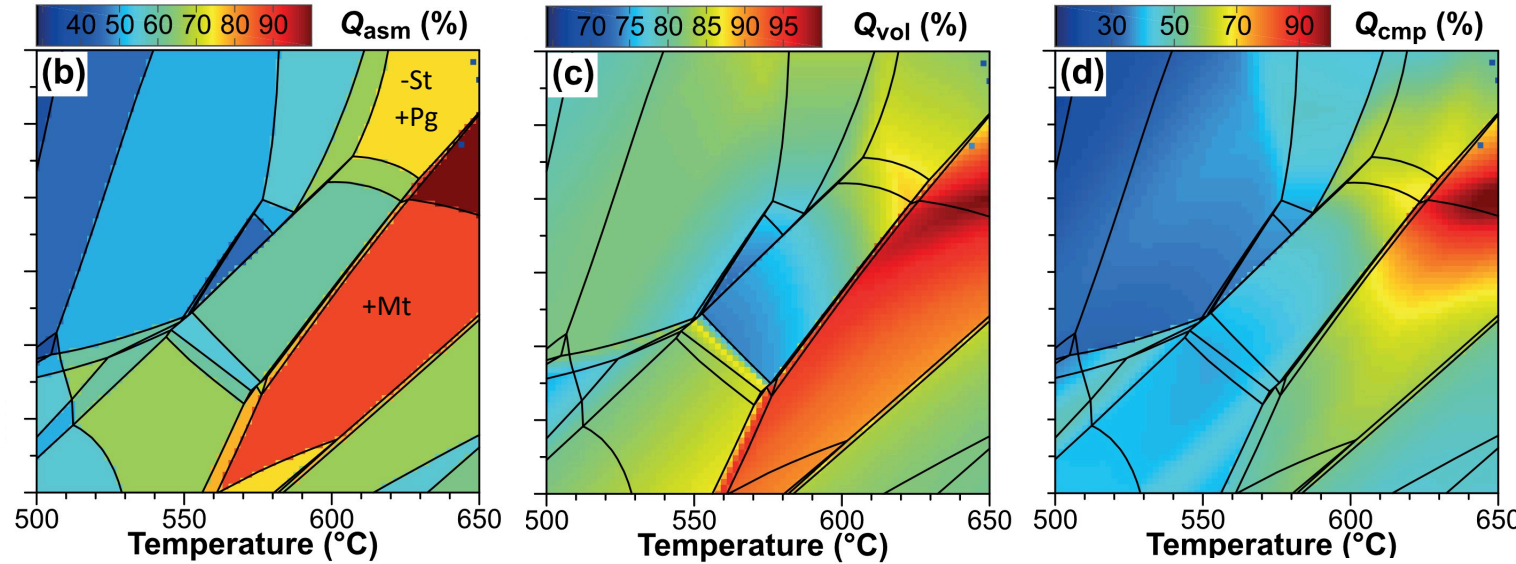 40 50 60 70 80 90 Qasm (%)
(b)
-St
+Pg
+Mt
500 550 600 650
Temperature (°C)
70 75 80 85 90 95 Qvol (%)
(c)
500 550 600 650
Temperature (°C)
30 50 70 90 Qcmp (%)
(d)
500 550 600 650
Temperature (°C)